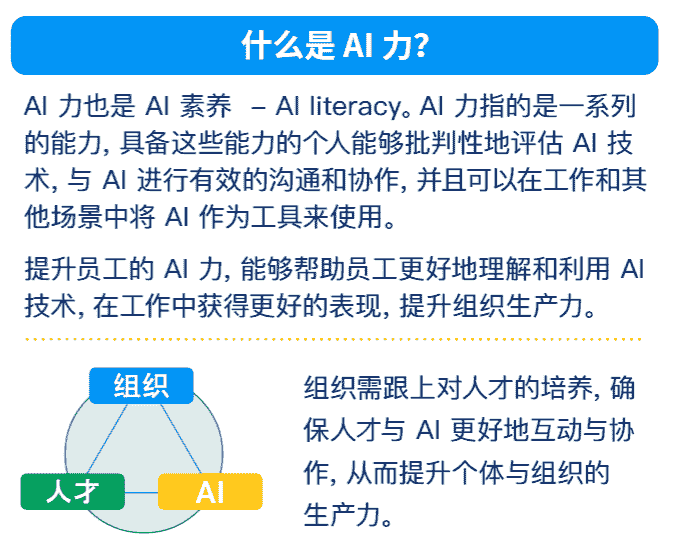 什么是 AI 力?
AI 力也是 AI 素养 – AI literacy。AI 力指的是一系列
的能力, 具备这些能力的个人能够批判性地评估 AI 技
术, 与 AI 进行有效的沟通和协作, 并且可以在工作和其
他场景中将 AI 作为工具来使用。
提升员工的 AI 力, 能够帮助员工更好地理解和利用 AI
技术, 在工作中获得更好的表现, 提升组织生产力。
组织
人才
AI
组织需跟上对人才的培养, 确
保人才与 AI 更好地互动与协
作, 从而提升个体与组织的
生产力。